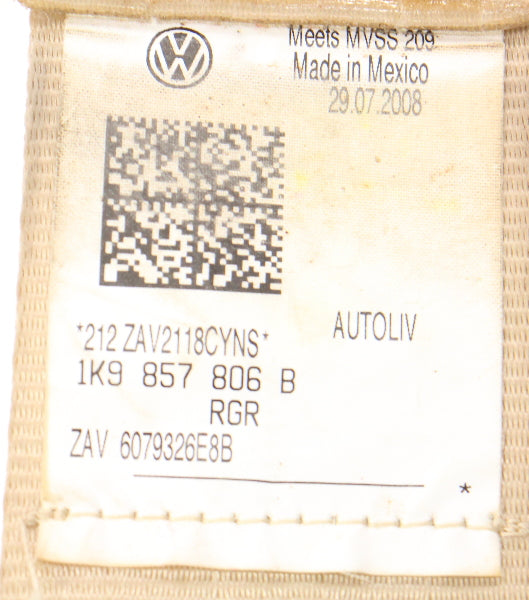 Meets MVSS 209
Made in Mexico
29.07.2008
*212 ZAV2118CYNS*
AUTOLIV
1K9 857 806 B
RGR
ZAV 6079326E8B
*